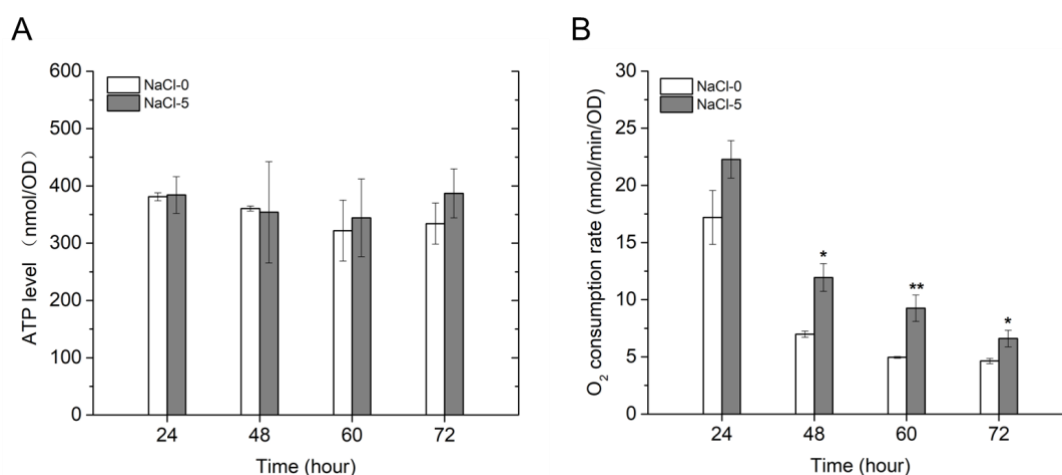 A
ATP level （nmol/OD）
600
500
400
300
200
100
0
NaCl-0
NaCl-5
24 48 60 72
Time (hour)
B
O₂ consumption rate (nmol/min/OD)
30
25
20
15
10
5
0
NaCl-0
NaCl-5
*
**
*
24 48 60 72
Time (hour)